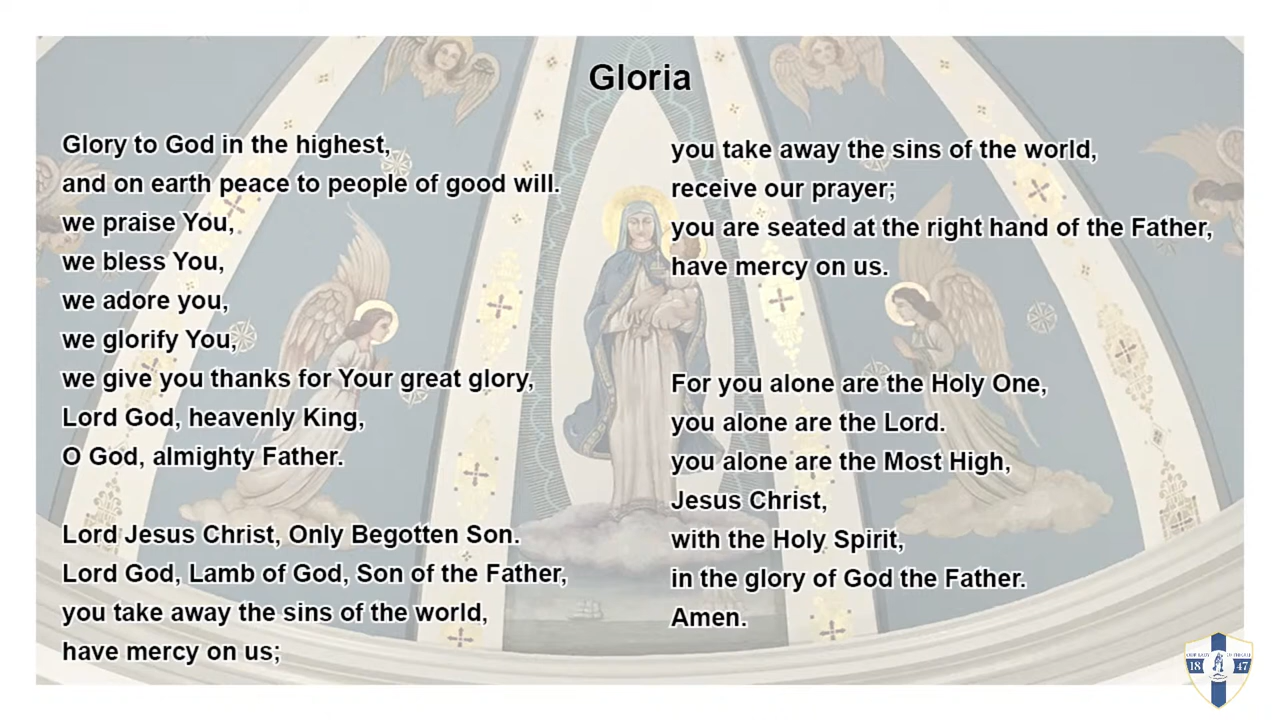 Gloria
Glory to God in the highest,
and on earth peace to people of good will.
we praise You,
we bless You,
we adore you,
we glorify You,
we give you thanks for Your great glory,
Lord God, heavenly King,
O God, almighty Father.
Lord Jesus Christ, Only Begotten Son.
Lord God, Lamb of God, Son of the Father,
you take away the sins of the world,
have mercy on us;
you take away the sins of the world,
receive our prayer;
you are seated at the right hand of the Father,
have mercy on us.
For you alone are the Holy One,
you alone are the Lord.
you alone are the Most High,
Jesus Christ,
with the Holy Spirit,
in the glory of God the Father.
Amen.
18 47